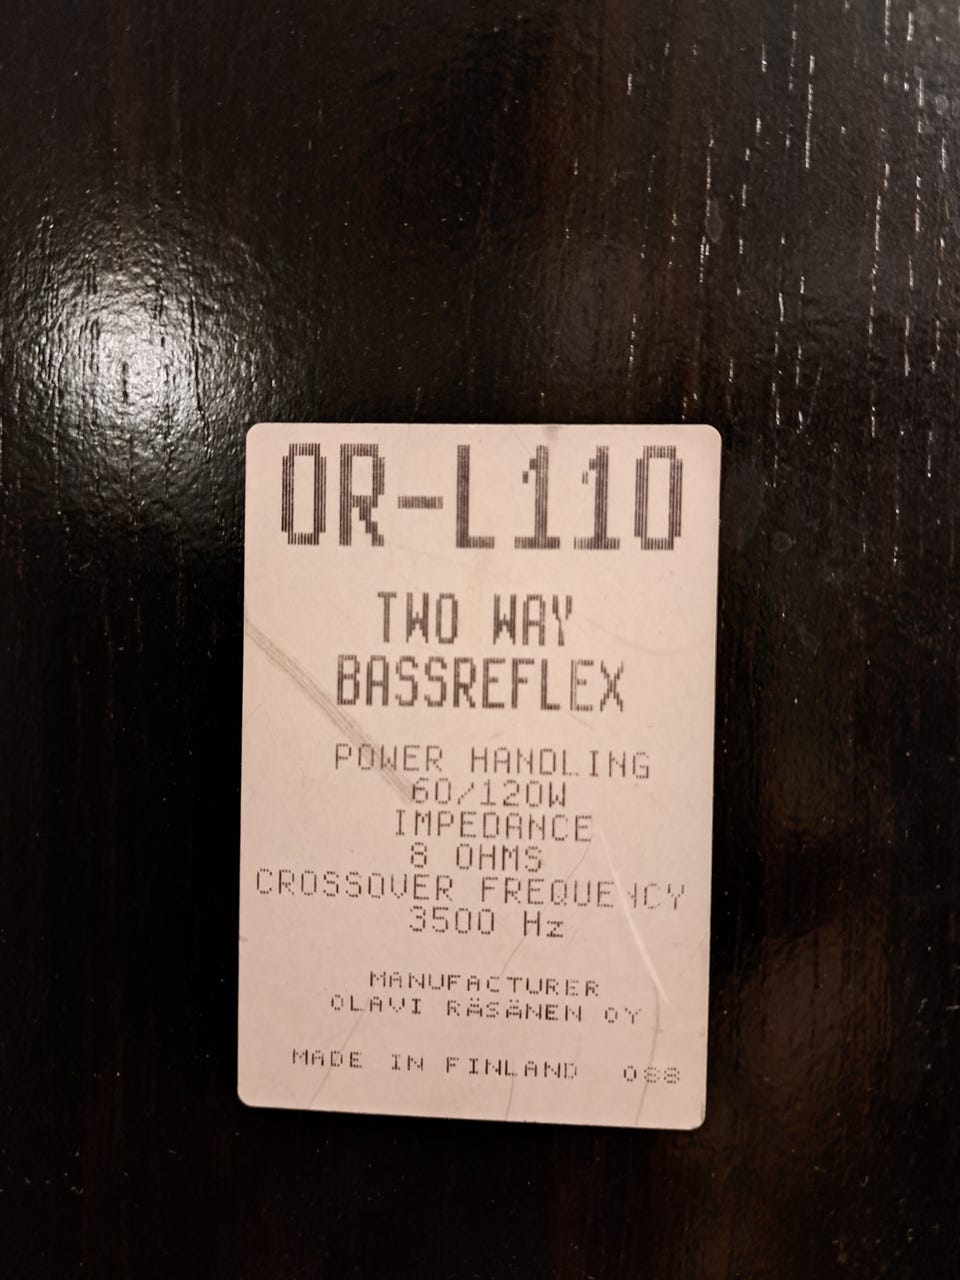 OR-L110
TWO WAY
BASSREFLEX
POWER HANDLING
60/120W
IMPEDANCE
8 OHMS
CROSSOVER FREQUENCY
3500 Hz
MANUFACTURER
OLAVI RÄSÄNEN OY
MADE IN FINLAND 088